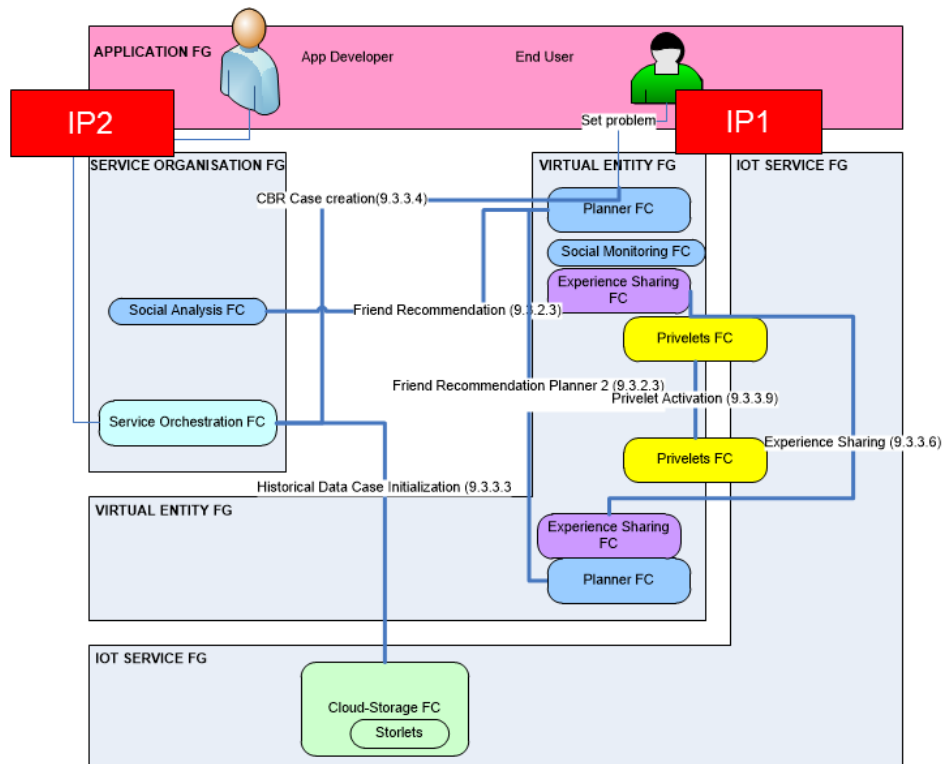 APPLICATION FG
App Developer
End User
IP2
IP1
Set problem
SERVICE ORGANISATION FG
VIRTUAL ENTITY FG
IOT SERVICE FG
CBR Case creation(9.3.3.4)
Planner FC
Social Monitoring FC
Experience Sharing
FC
Social Analysis FC
Friend Recommendation (9.3.2.3)
Privelets FC
Friend Recommendation Planner 2 (9.3.2.3)
Privelet Activation (9.3.3.9)
Service Orchestration FC
Experience Sharing (9.3.3.6)
Privelets FC
Historical Data Case Initialization (9.3.3.3
VIRTUAL ENTITY FG
Experience Sharing
FC
Planner FC
IOT SERVICE FG
Cloud-Storage FC
Storlets